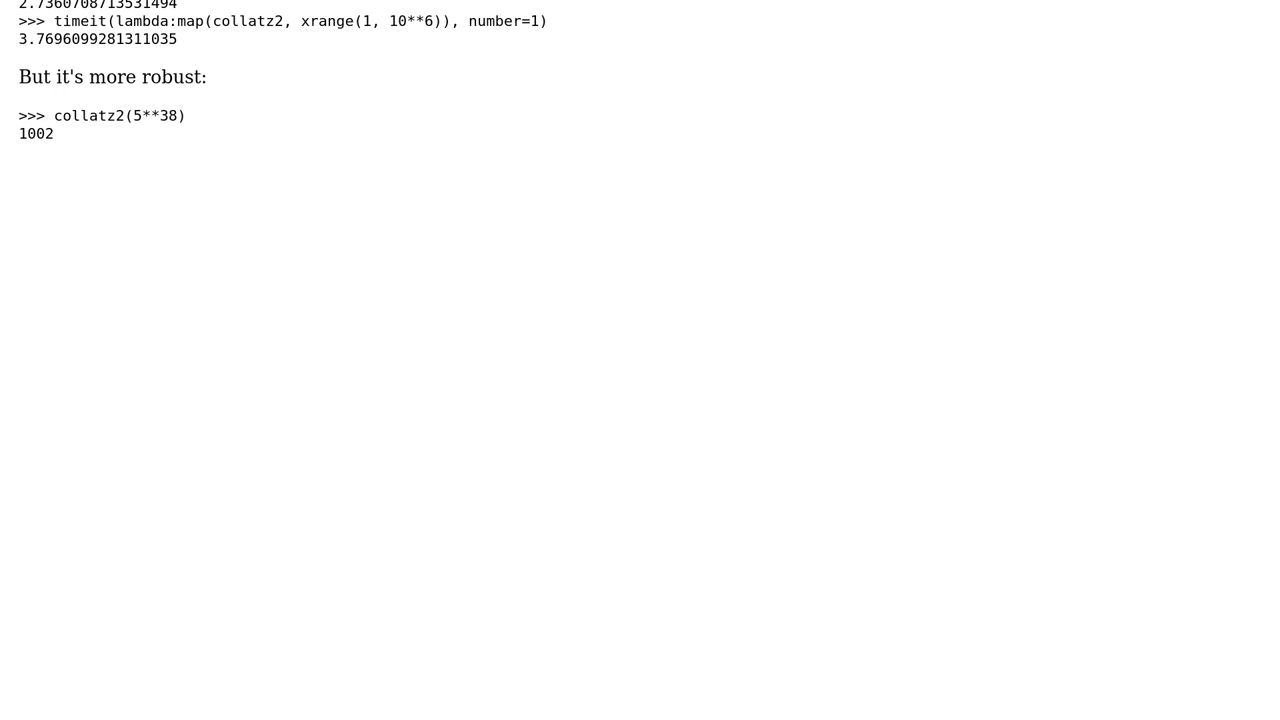 2.7360708713531494
>>> timeit(lambda:map(collatz2, xrange(1, 10**6)), number=1)
3.7696099281311035
But it's more robust:
>>> collatz2(5**38)
1002